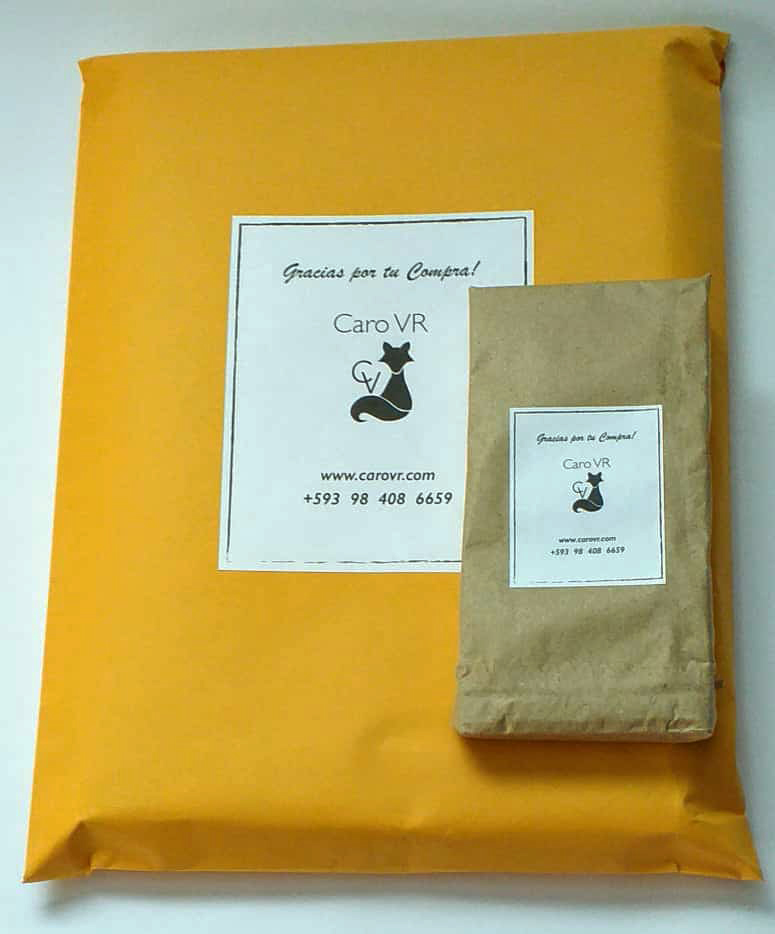 Gracias por tu Compra!
Caro VR
CV
www.carovr.com
+593 98 408 6659
Gracias por tu Compra!
Caro VR
CV
www.carovr.com
+593 98 408 6659